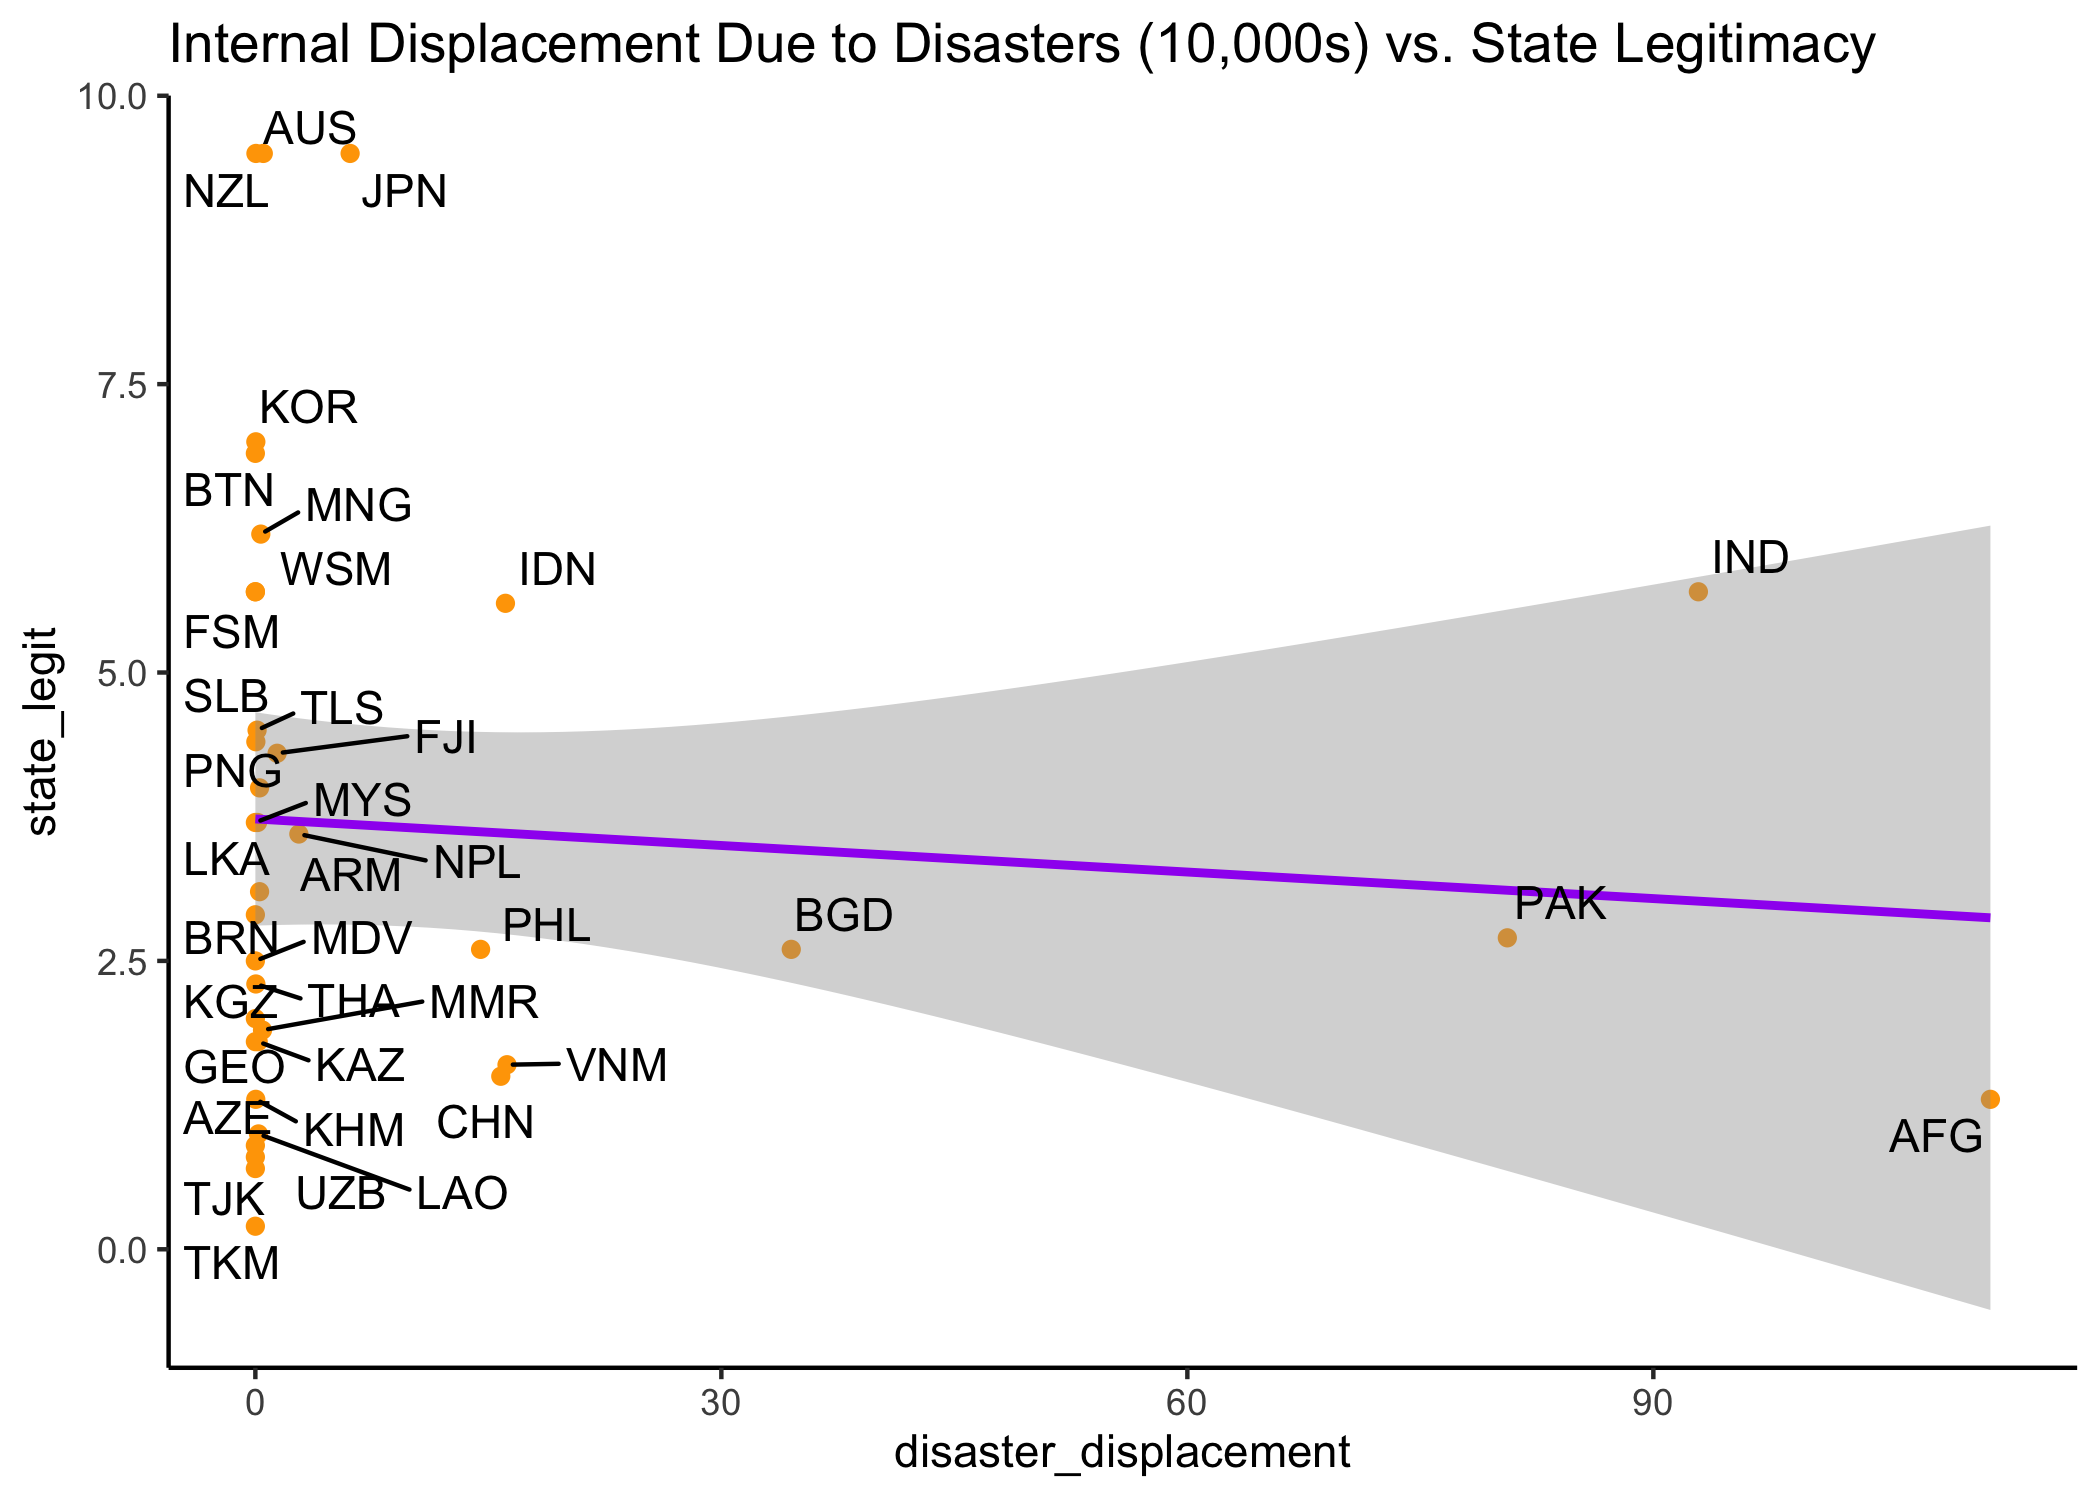 Internal Displacement Due to Disasters (10,000s) vs. State Legitimacy
10.0
AUS
NZL
JPN
7.5
KOR
BTN
MNG
WSM
IDN
IND
FSM
state_legit
5.0
SLB
TLS
FJI
PNG
MYS
LKA
ARM
NPL
PAK
PHL
BGD
BRN
MDV
2.5
KGZ
THA
MMR
GEO
KAZ
VNM
AZE
KHM
CHN
AFG
TJK
UZB
LAO
0.0
TKM
0
30
60
90
disaster_displacement